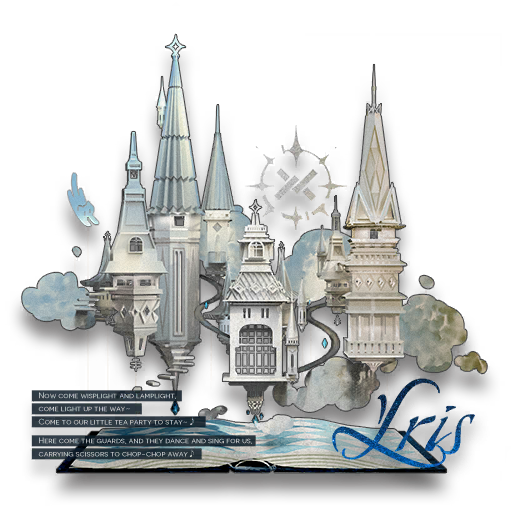 Now come wisplight and lamplight,
come light up the way~
Come to our little tea party to stay~♪
Here come the guards, and they dance and sing for us,
carrying scissors to chop-chop away♪
Lris